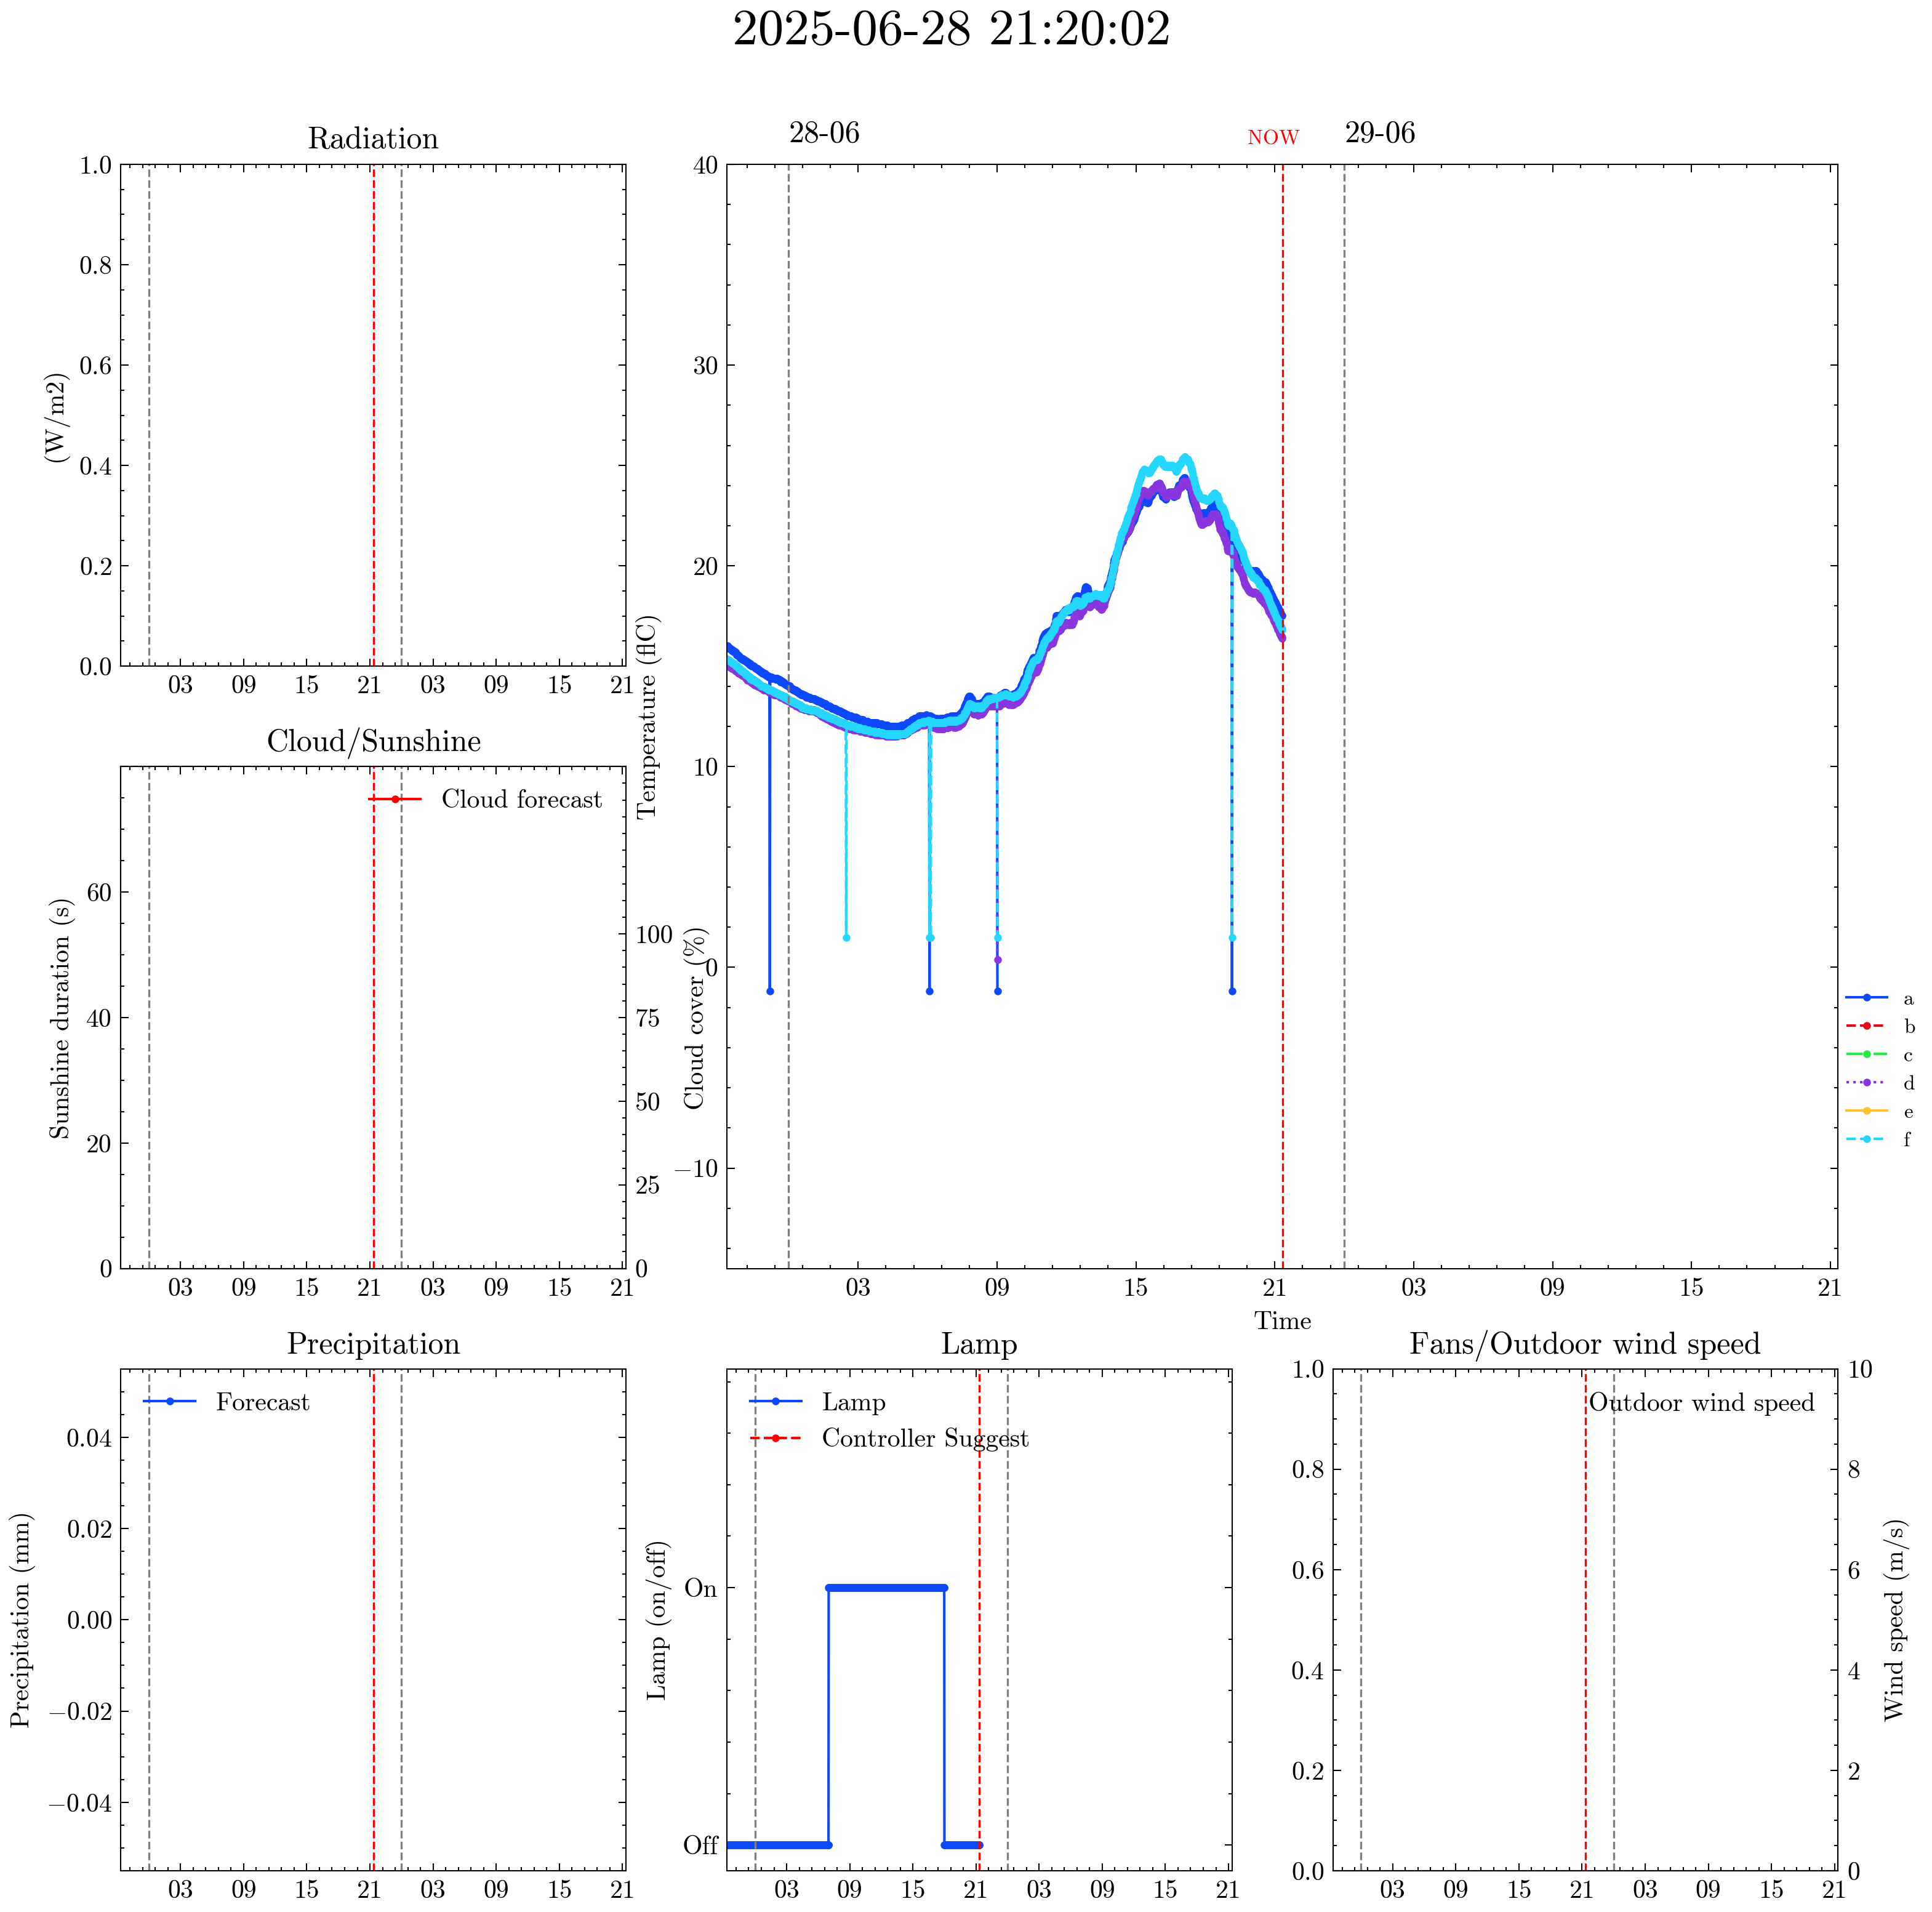 2025-06-28 21:20:02
Radiation
1.0
0.8
0.6
0.4
0.2
0.0
(W/m2)
03 09 15 21 03 09 15 21
Cloud/Sunshine
Cloud forecast
60
40
20
0
Sunshine duration (s)
100
75
50
25
0
Cloud cover (%)
03 09 15 21 03 09 15 21
28-06
NOW
29-06
40
30
20
10
0
−10
Temperature (flC)
03 09 15 21 03 09 15 21
Time
a
b
c
d
e
f
Precipitation
Forecast
0.04
0.02
0.00
−0.02
−0.04
Precipitation (mm)
03 09 15 21 03 09 15 21
Lamp
Lamp
Controller Suggest
On
Off
Lamp (on/off)
03 09 15 21 03 09 15 21
Fans/Outdoor wind speed
Outdoor wind speed
1.0
0.8
0.6
0.4
0.2
0.0
10
8
6
4
2
0
Wind speed (m/s)
03 09 15 21 03 09 15 21